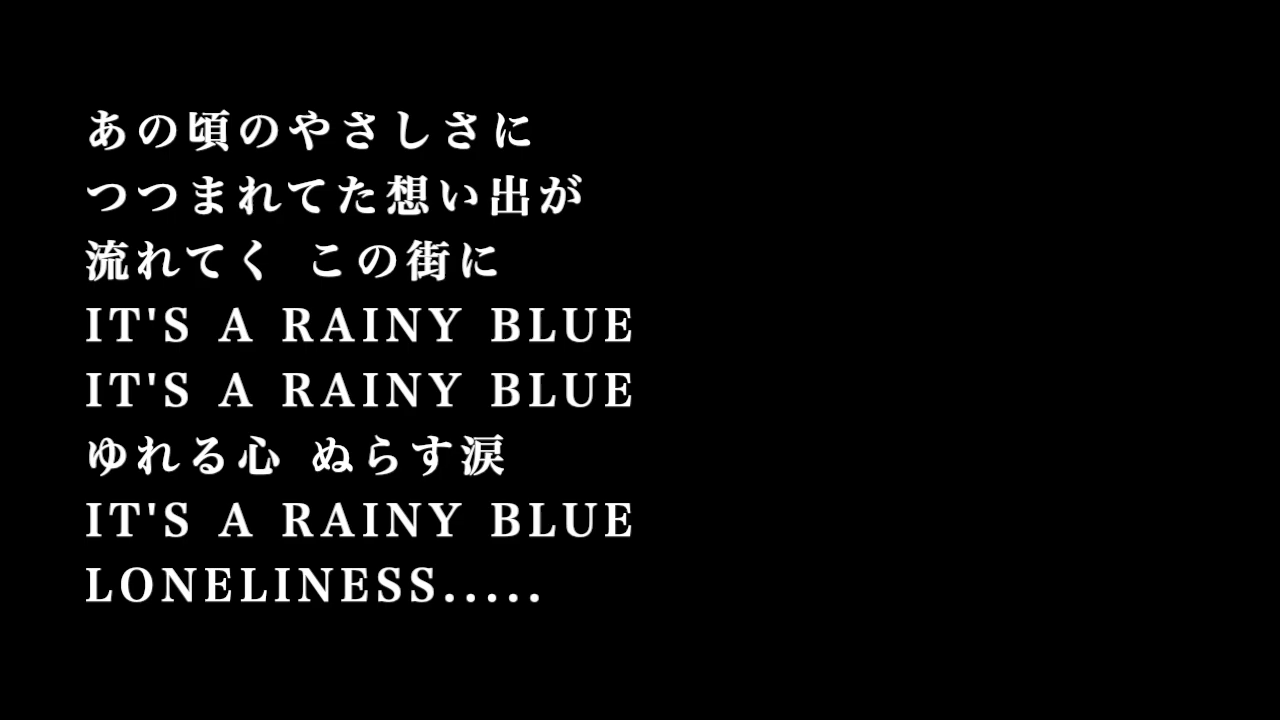 あの頃のやさしさに
つつまれてた想い出が
流れてく この街に
IT'S A RAINY BLUE
IT'S A RAINY BLUE
ゆれる心 ぬらす涙
IT'S A RAINY BLUE
LONELINESS.....